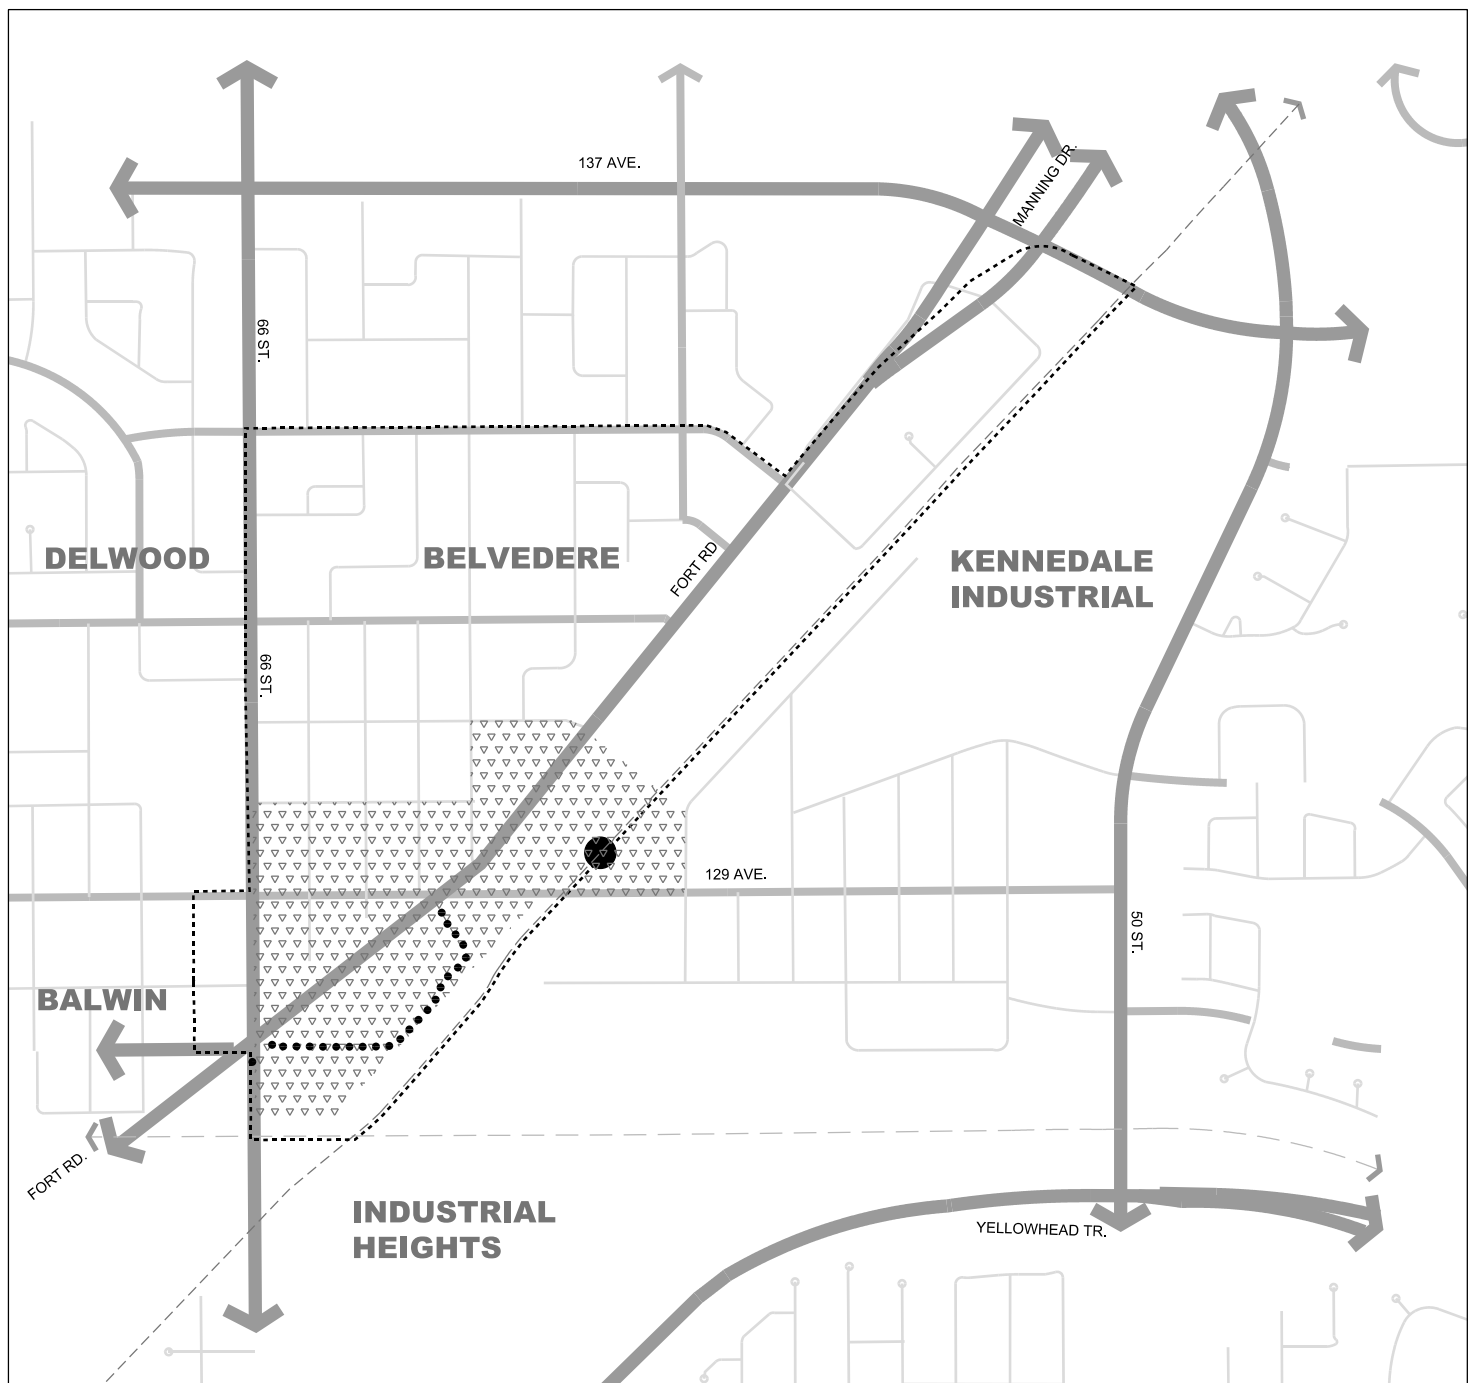 137 AVE.
MANNING DR.
66 ST.
DELWOOD
BELVEDERE
FORT RD
KENNEDALE
INDUSTRIAL
66 ST.
129 AVE.
50 ST.
BALWIN
FORT RD.
INDUSTRIAL
HEIGHTS
YELLOWHEAD TR.